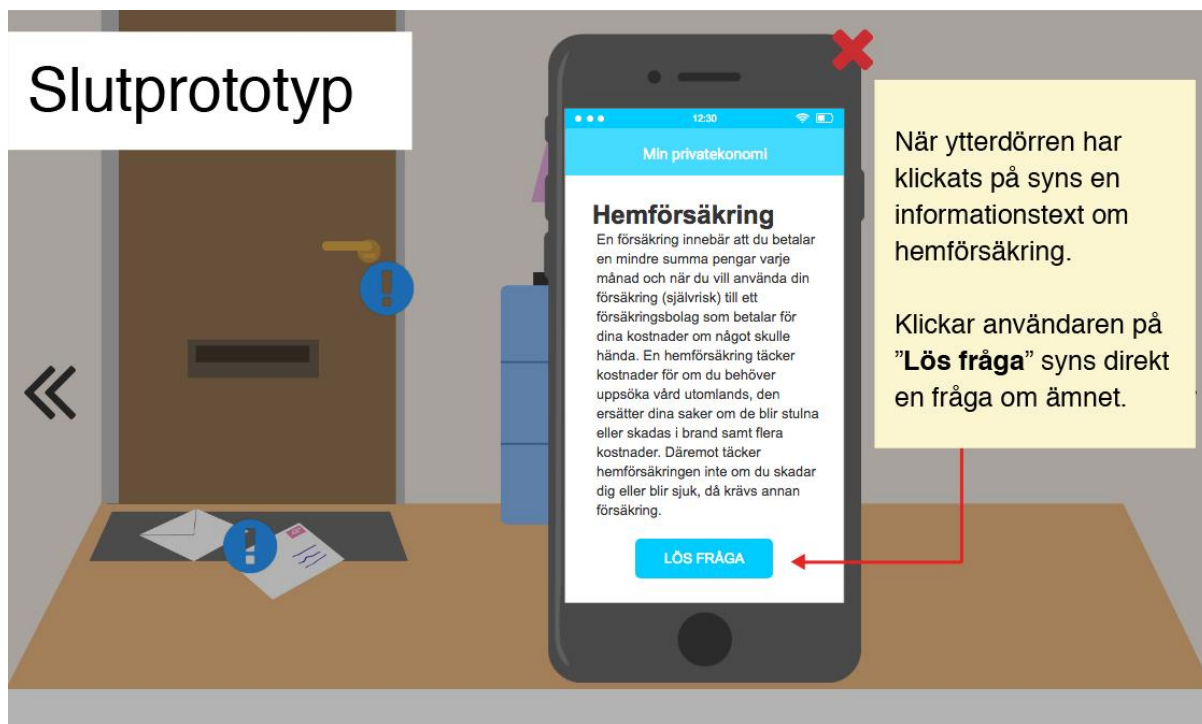 Slutprototyp
12:30
Min privatekonomi
Hemförsäkring
En försäkring innebär att du betalar
en mindre summa pengar varje
månad och när du vill använda din
försäkring (självrisk) till ett
försäkringsbolag som betalar för
dina kostnader om något skulle
hända. En hemförsäkring täcker
kostnader för om du behöver
uppsöka vård utomlands, den
ersätter dina saker om de blir stulna
eller skadas i brand samt flera
kostnader. Däremot täcker
hemförsäkringen inte om du skadar
dig eller blir sjuk, då krävs annan
försäkring.
LÖS FRÅGA
När ytterdörren har
klickats på syns en
informationstext om
hemförsäkring.
Klickar användaren på
”Lös fråga” syns direkt
en fråga om ämnet.